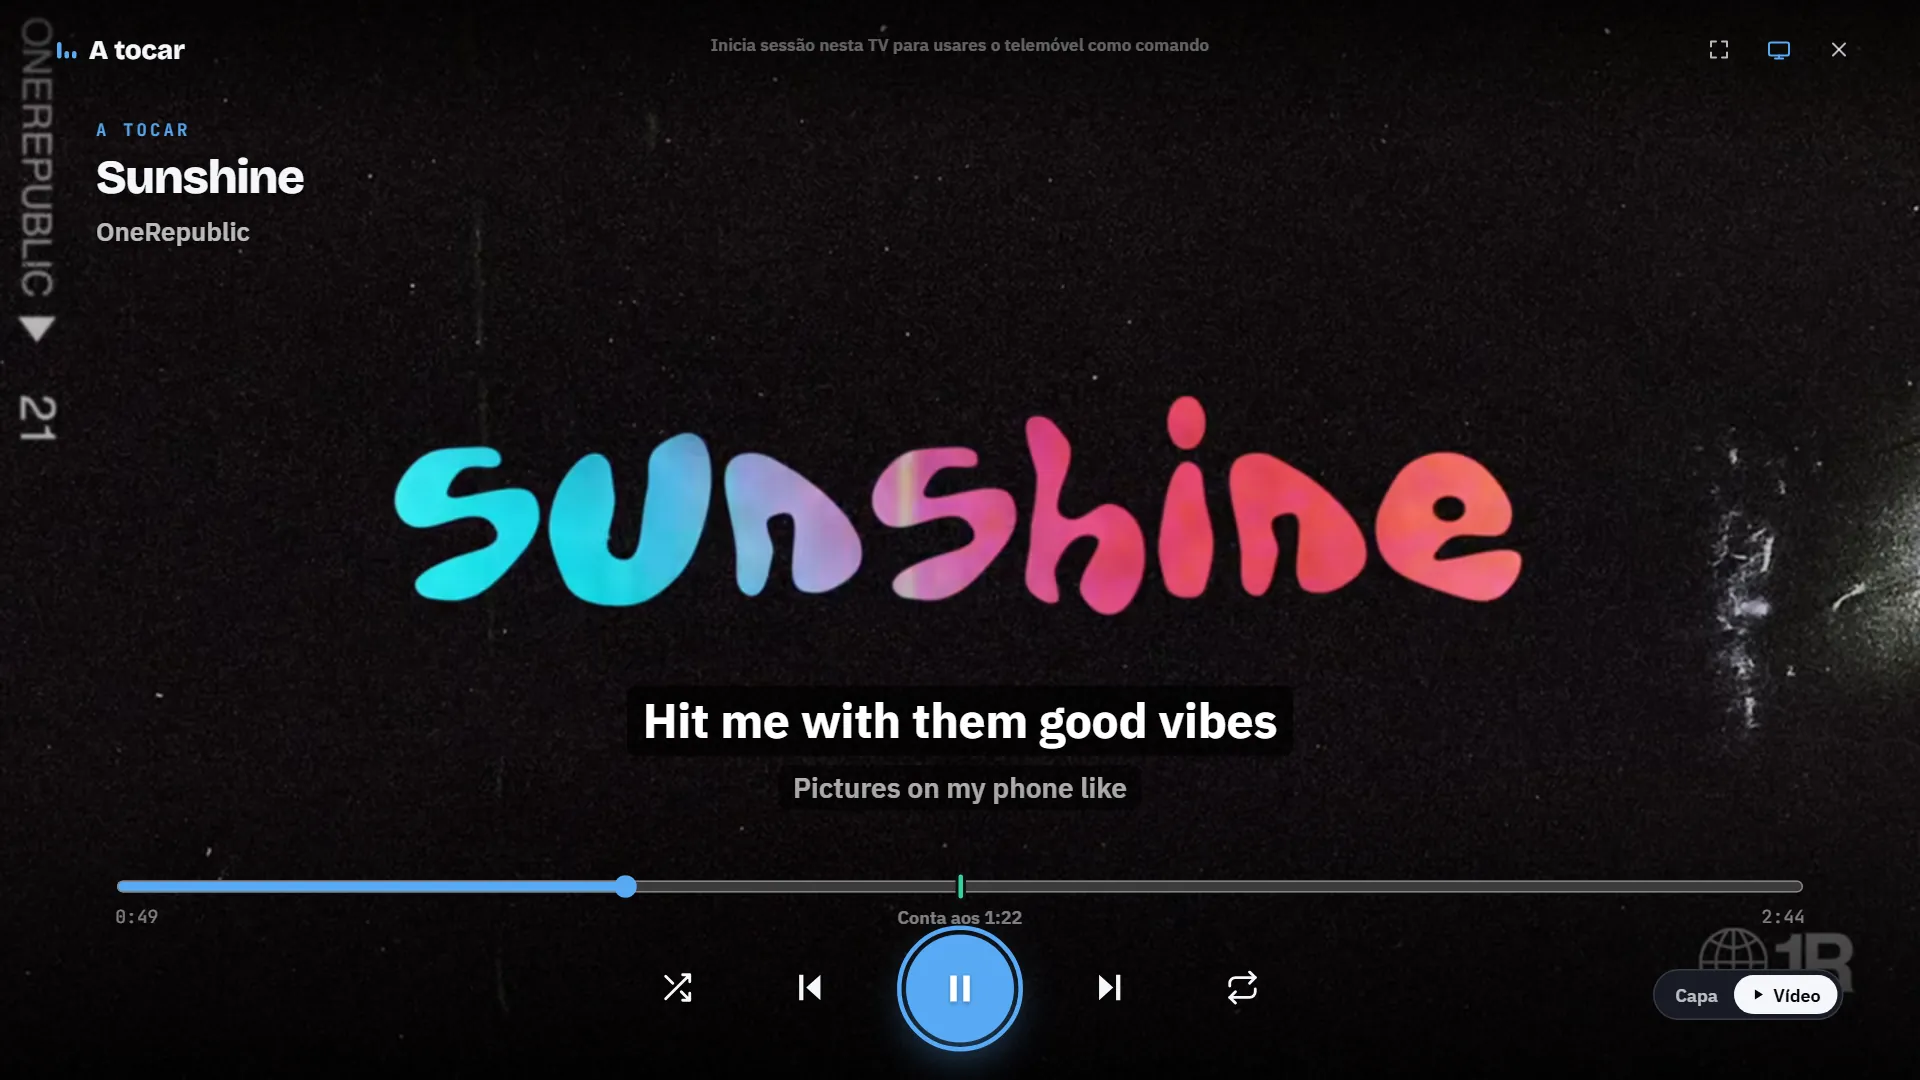 A tocar
Inicia sessão nesta TV para usares o telemóvel como comando
ONEREPUBLIC
21
A TOCAR
Sunshine
OneRepublic
sunshine
Hit me with them good vibes
Pictures on my phone like
0:49
Conta aos 1:22
2:44
1R
Capa
Vídeo